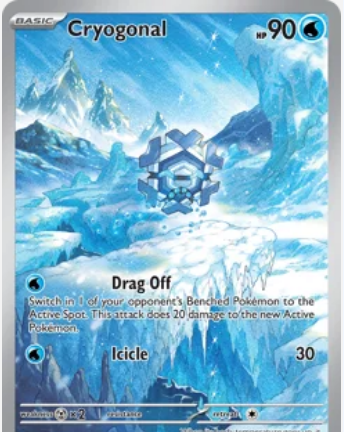 BASIC Cryogonal HP 90
Drag Off
Switch in 1 of your opponent's Benched Pokémon to the
Active Spot. This attack does 20 damage to the new Active
Pokémon.
Icicle 30
weakness ×2 resistance retreat